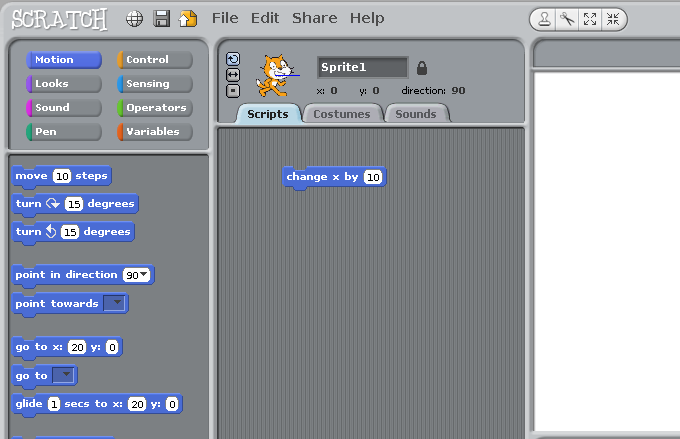 SCRATCH File Edit Share Help
Motion Control
Looks Sensing
Sound Operators
Pen Variables
Sprite1
x: 0 y: 0 direction: 90
Scripts Costumes Sounds
move 10 steps
turn 15 degrees
turn 15 degrees
point in direction 90
point towards
go to x: 20 y: 0
go to
glide 1 secs to x: 20 y: 0
change x by 10